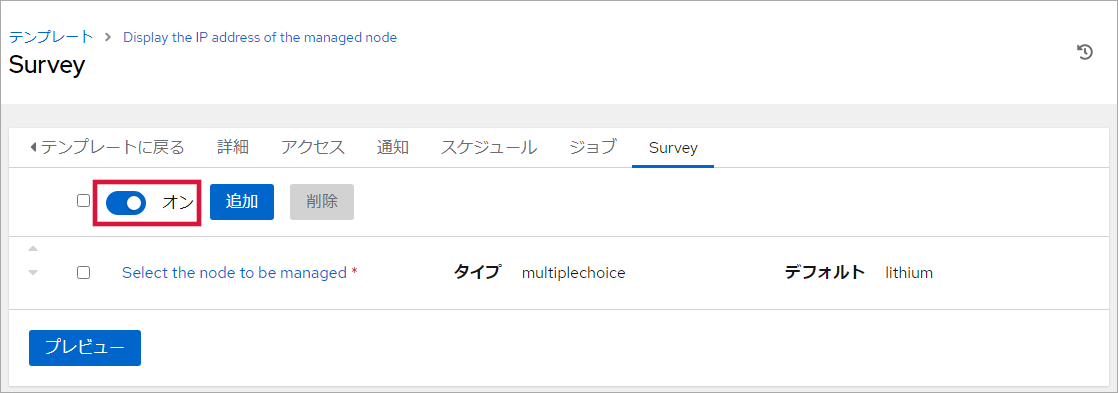 テンプレート > Display the IP address of the managed node
Survey
テンプレートに戻る 詳細 アクセス 通知 スケジュール ジョブ Survey
オン 追加 削除
Select the node to be managed * タイプ multiplechoice デフォルト lithium
プレビュー